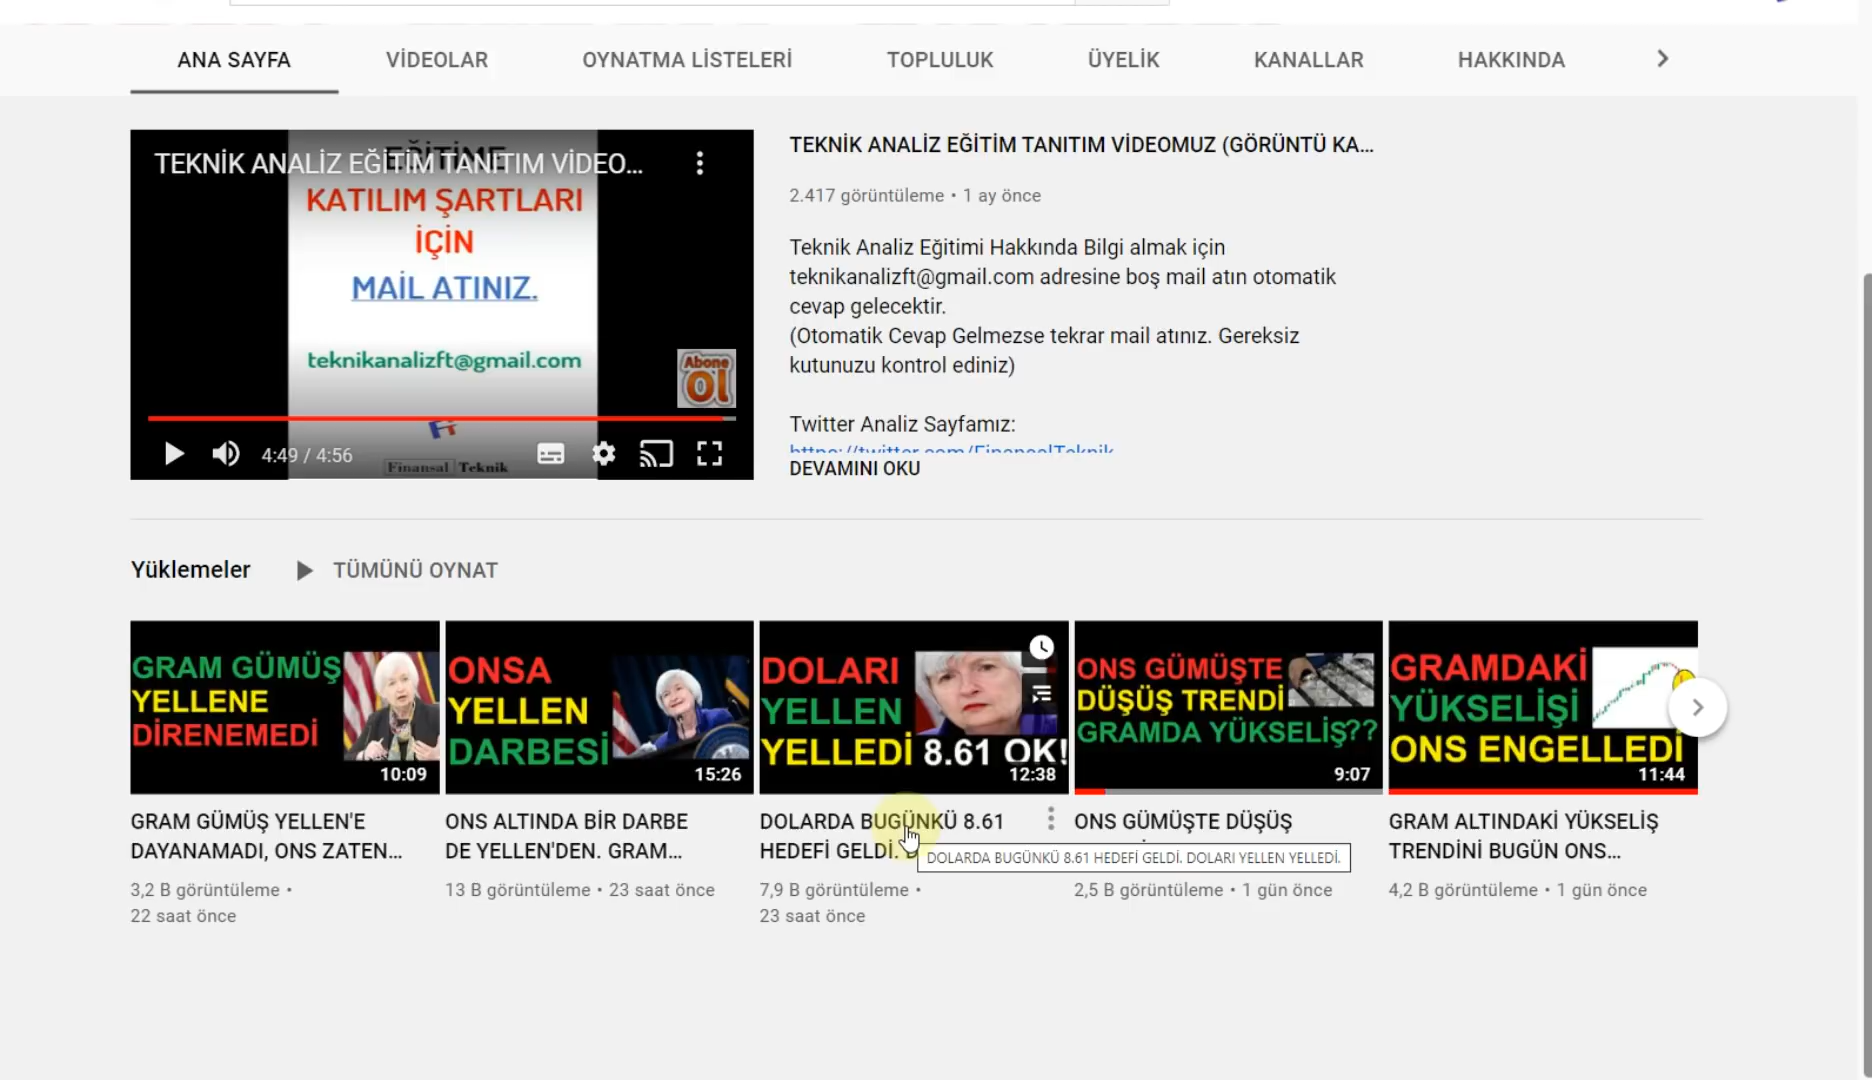 ANA SAYFA VİDEOLAR OYNATMA LİSTELERİ TOPLULUK ÜYELİK KANALLAR HAKKINDA
TEKNİK ANALİZ EĞİTİM TANITIM VİDEO...
EĞİTİME
KATILIM ŞARTLARI
İÇİN
MAİL ATINIZ.
teknikanalizft@gmail.com
Abone
Ol
4:49 / 4:56
Finansal Teknik
TEKNİK ANALİZ EĞİTİM TANITIM VİDEOMUZ (GÖRÜNTÜ KA...
2.417 görüntüleme • 1 ay önce
Teknik Analiz Eğitimi Hakkında Bilgi almak için
teknikanalizft@gmail.com adresine boş mail atın otomatik
cevap gelecektir.
(Otomatik Cevap Gelmezse tekrar mail atınız. Gereksiz
kutunuzu kontrol ediniz)
Twitter Analiz Sayfamız:
https://twitter.com/FinansalTeknik
DEVAMINI OKU
Yüklemeler TÜMÜNÜ OYNAT
GRAM GÜMÜŞ
YELLENE
DİRENEMEDİ
10:09
GRAM GÜMÜŞ YELLEN'E
DAYANAMADI, ONS ZATEN...
3,2 B görüntüleme •
22 saat önce
ONSA
YELLEN
DARBESİ
15:26
ONS ALTINDA BİR DARBE
DE YELLEN'DEN. GRAM...
13 B görüntüleme • 23 saat önce
DOLARI
YELLEN
YELLEDİ 8.61 OK!
12:38
DOLARDA BUGÜNKÜ 8.61
HEDEFİ GELDİ. D
DOLARDA BUGÜNKÜ 8.61 HEDEFİ GELDİ. DOLARI YELLEN YELLEDİ.
7,9 B görüntüleme •
23 saat önce
ONS GÜMÜŞTE
DÜŞÜŞ TRENDİ
GRAMDA YÜKSELİŞ??
9:07
ONS GÜMÜŞTE DÜŞÜŞ
2,5 B görüntüleme • 1 gün önce
GRAMDAKİ
YÜKSELİŞİ
ONS ENGELLEDİ
11:44
GRAM ALTINDAKİ YÜKSELİŞ
TRENDİNİ BUGÜN ONS...
4,2 B görüntüleme • 1 gün önce